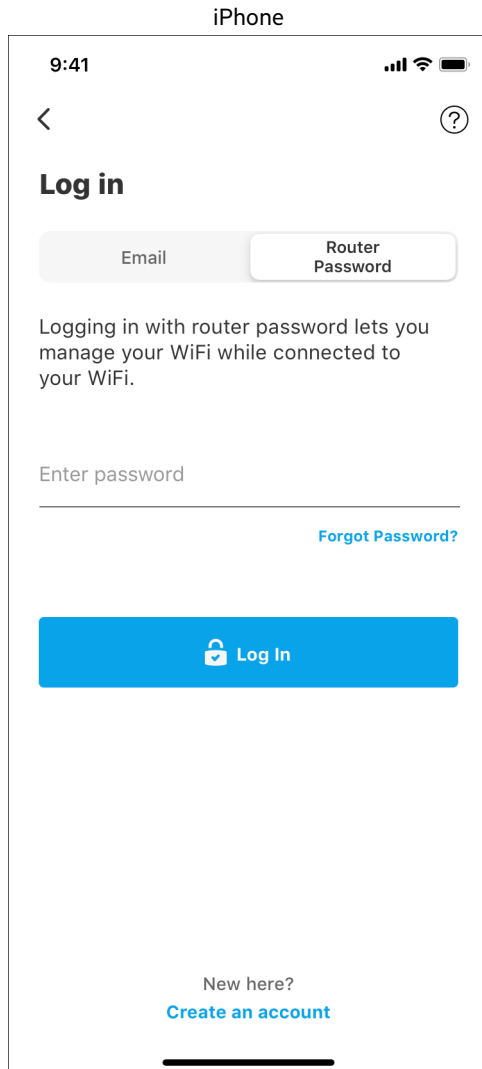 iPhone
9:41
?
Log in
Email
Router
Password
Logging in with router password lets you
manage your WiFi while connected to
your WiFi.
Enter password
Forgot Password?
Log In
New here?
Create an account